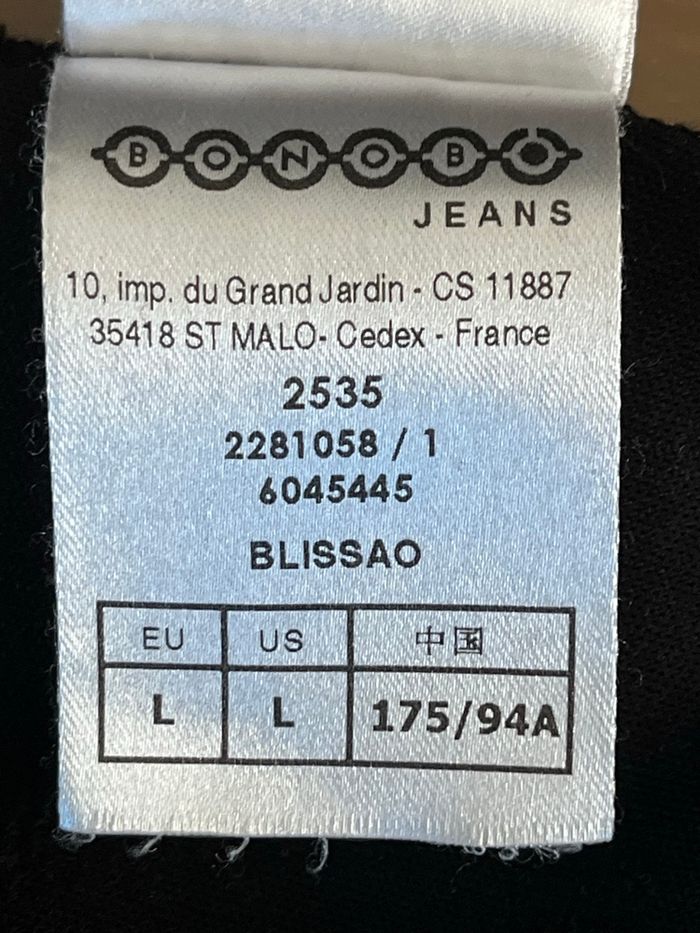 BONOBO
JEANS
10, imp. du Grand Jardin - CS 11887
35418 ST MALO- Cedex - France
2535
2281058 / 1
6045445
BLISSAO
EU US 中国
L L 175/94A